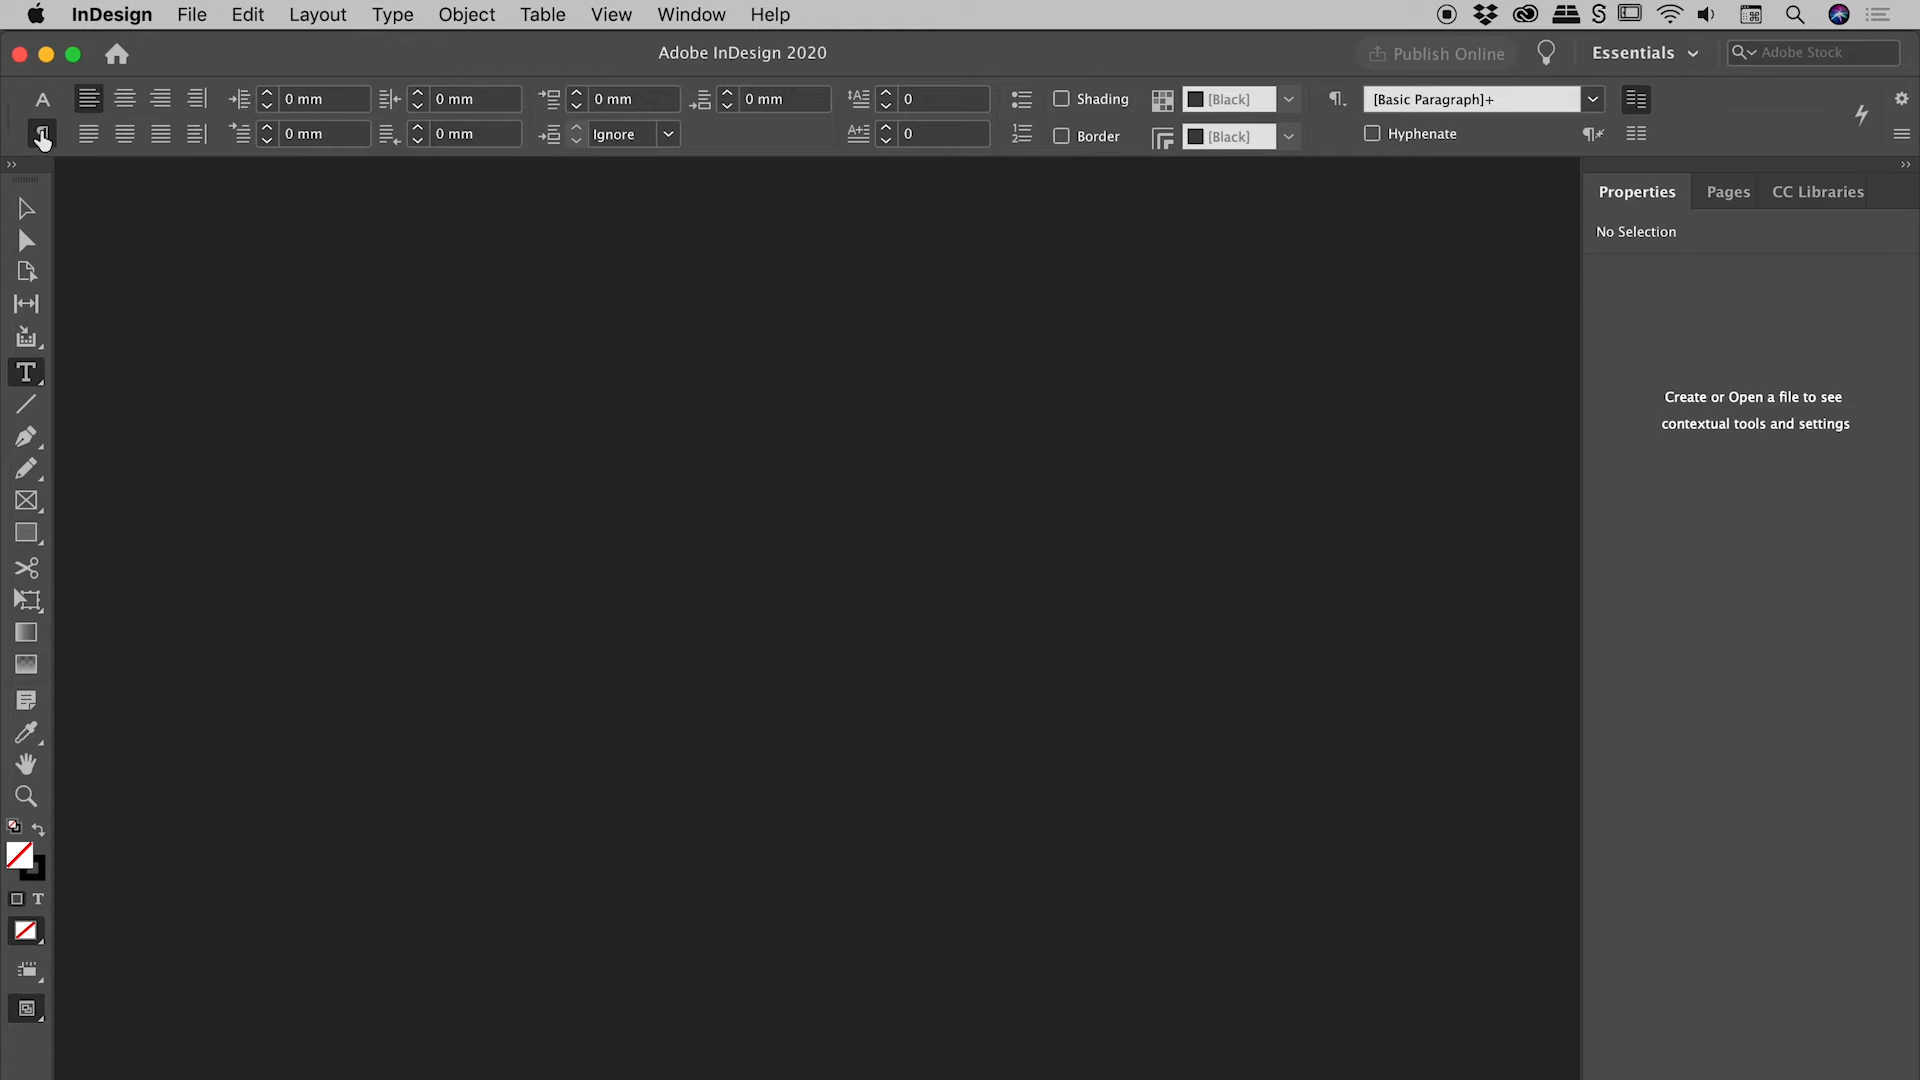 InDesign File Edit Layout Type Object Table View Window Help
Adobe InDesign 2020
Publish Online
Essentials
Adobe Stock
A
0 mm 0 mm 0 mm 0 mm 0
Shading [Black] [Basic Paragraph]+
0 mm 0 mm Ignore 0
Border [Black] Hyphenate
Properties Pages CC Libraries
No Selection
Create or Open a file to see
contextual tools and settings